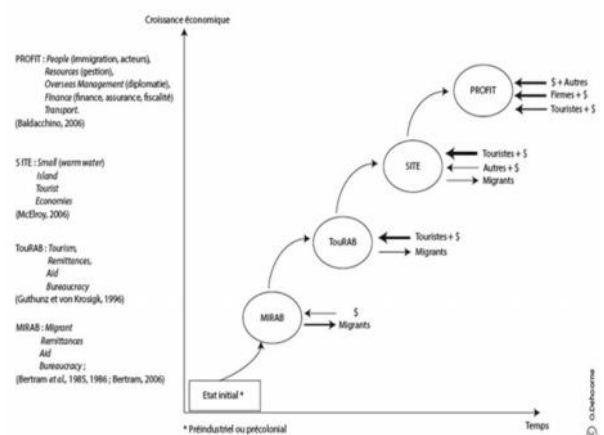 Croissance économique
PROFIT : People (immigration, acteurs),
Resources (gestion),
Overseas Management (diplomatie),
Finance (finance, assurance, fiscalité)
Transport.
(Baldacchino, 2006)
SITE : Small (warm water)
Island
Tourist
Economies
(McElroy, 2006)
TouRAB : Tourism,
Remittances,
Aid
Bureaucracy
(Guthunz et von Krosigk, 1996)
MIRAB : Migrant
Remittances
Aid
Bureaucracy ;
(Bertram et al., 1985, 1986 ; Bertram, 2006)
PROFIT
$ + Autres
Firmes + $
Touristes + $
SITE
Touristes + $
Autres + $
Migrants
TouRAB
Touristes + $
Migrants
MIRAB
$
Migrants
Etat initial *
* Préindustriel ou précolonial
Temps
© O.Dehoorne